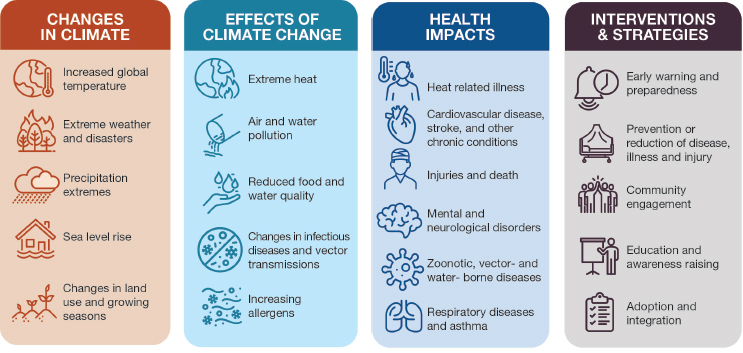 CHANGES
IN CLIMATE
Increased global
temperature
Extreme weather
and disasters
Precipitation
extremes
Sea level rise
Changes in land
use and growing
seasons
EFFECTS OF
CLIMATE CHANGE
Extreme heat
Air and water
pollution
Reduced food and
water quality
Changes in infectious
diseases and vector
transmissions
Increasing
allergens
HEALTH
IMPACTS
Heat related illness
Cardiovascular disease,
stroke, and other
chronic conditions
Injuries and death
Mental and
neurological disorders
Zoonotic, vector- and
water- borne diseases
Respiratory diseases
and asthma
INTERVENTIONS
& STRATEGIES
Early warning and
preparedness
Prevention or
reduction of disease,
illness and injury
Community
engagement
Education and
awareness raising
Adoption and
integration